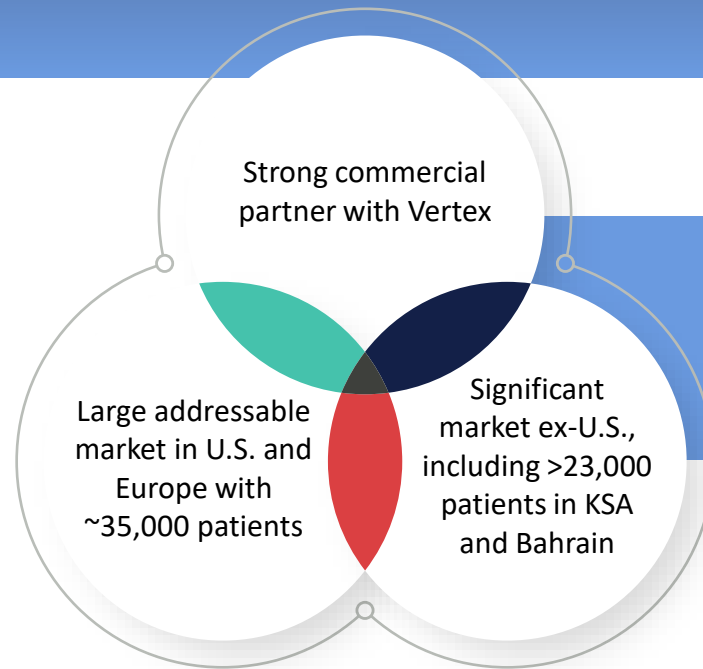 Strong commercial
partner with Vertex
Large addressable
market in U.S. and
Europe with
~35,000 patients
Significant
market ex-U.S.,
including >23,000
patients in KSA
and Bahrain